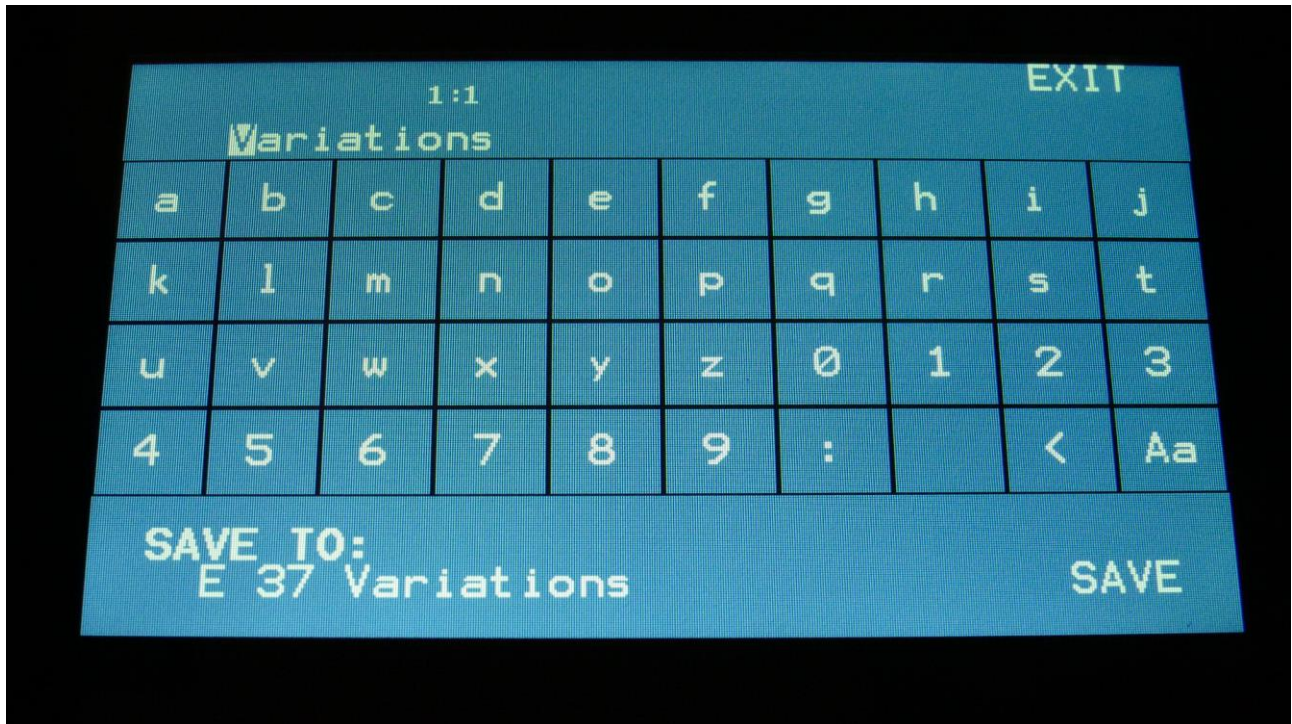 EXIT
1:1
Variations
a b c d e f g h i j
k l m n o p q r s t
u v w x y z 0 1 2 3
4 5 6 7 8 9 : < Aa
SAVE TO:
E 37 Variations
SAVE